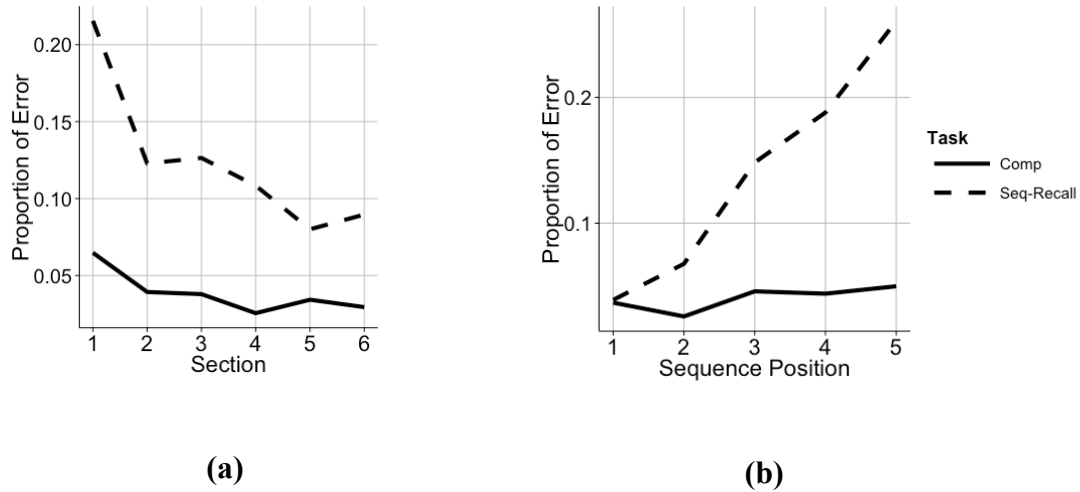 Proportion of Error
0.20
0.15
0.10
0.05
1 2 3 4 5 6
Section
(a)
Proportion of Error
0.2
0.1
1 2 3 4 5
Sequence Position
(b)
Task
Comp
Seq-Recall